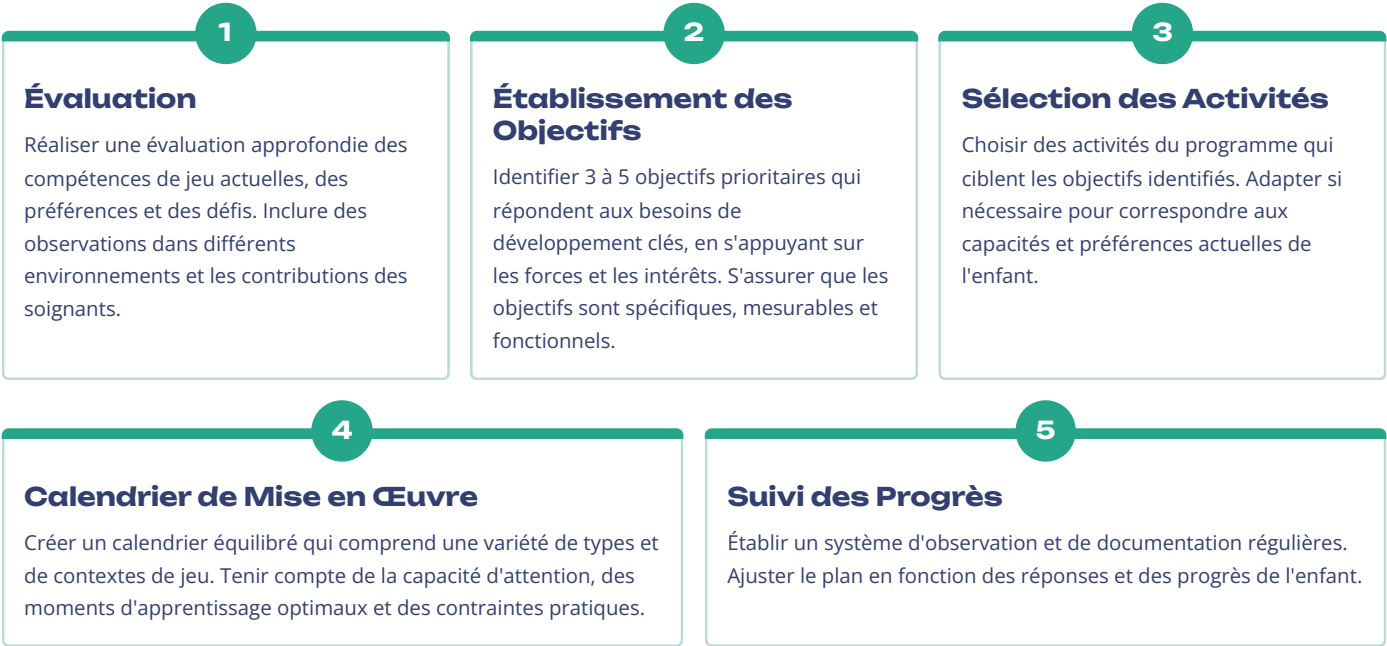 1
Évaluation
Réaliser une évaluation approfondie des
compétences de jeu actuelles, des
préférences et des défis. Inclure des
observations dans différents
environnements et les contributions des
soignants.
2
Établissement des
Objectifs
Identifier 3 à 5 objectifs prioritaires qui
répondent aux besoins de
développement clés, en s'appuyant sur
les forces et les intérêts. S'assurer que les
objectifs sont spécifiques, mesurables et
fonctionnels.
3
Sélection des Activités
Choisir des activités du programme qui
ciblent les objectifs identifiés. Adapter si
nécessaire pour correspondre aux
capacités et préférences actuelles de
l'enfant.
4
Calendrier de Mise en Œuvre
Créer un calendrier équilibré qui comprend une variété de types et
de contextes de jeu. Tenir compte de la capacité d'attention, des
moments d'apprentissage optimaux et des contraintes pratiques.
5
Suivi des Progrès
Établir un système d'observation et de documentation régulières.
Ajuster le plan en fonction des réponses et des progrès de l'enfant.